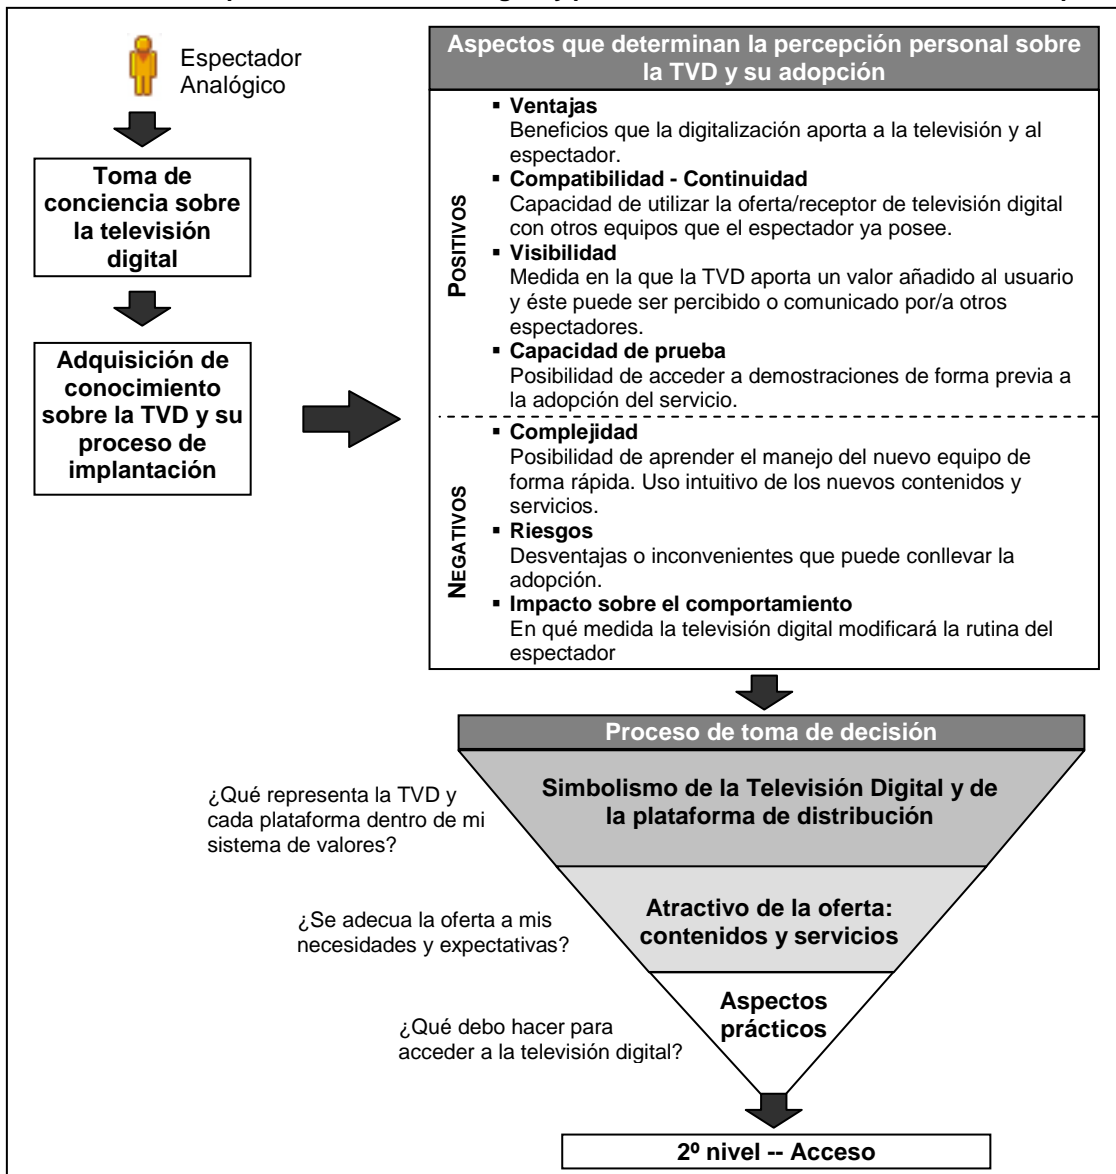 Espectador
Analógico
Toma de
conciencia sobre
la televisión
digital
Adquisición de
conocimiento
sobre la TVD y su
proceso de
implantación
Aspectos que determinan la percepción personal sobre
la TVD y su adopción
POSITIVOS
▪ Ventajas
Beneficios que la digitalización aporta a la televisión y al
espectador.
▪ Compatibilidad - Continuidad
Capacidad de utilizar la oferta/receptor de televisión digital
con otros equipos que el espectador ya posee.
▪ Visibilidad
Medida en la que la TVD aporta un valor añadido al usuario
y éste puede ser percibido o comunicado por/a otros
espectadores.
▪ Capacidad de prueba
Posibilidad de acceder a demostraciones de forma previa a
la adopción del servicio.
NEGATIVOS
▪ Complejidad
Posibilidad de aprender el manejo del nuevo equipo de
forma rápida. Uso intuitivo de los nuevos contenidos y
servicios.
▪ Riesgos
Desventajas o inconvenientes que puede conllevar la
adopción.
▪ Impacto sobre el comportamiento
En qué medida la televisión digital modificará la rutina del
espectador
Proceso de toma de decisión
¿Qué representa la TVD y
cada plataforma dentro de mi
sistema de valores?
Simbolismo de la Televisión Digital y de
la plataforma de distribución
¿Se adecua la oferta a mis
necesidades y expectativas?
Atractivo de la oferta:
contenidos y servicios
¿Qué debo hacer para
acceder a la televisión digital?
Aspectos
prácticos
2º nivel -- Acceso